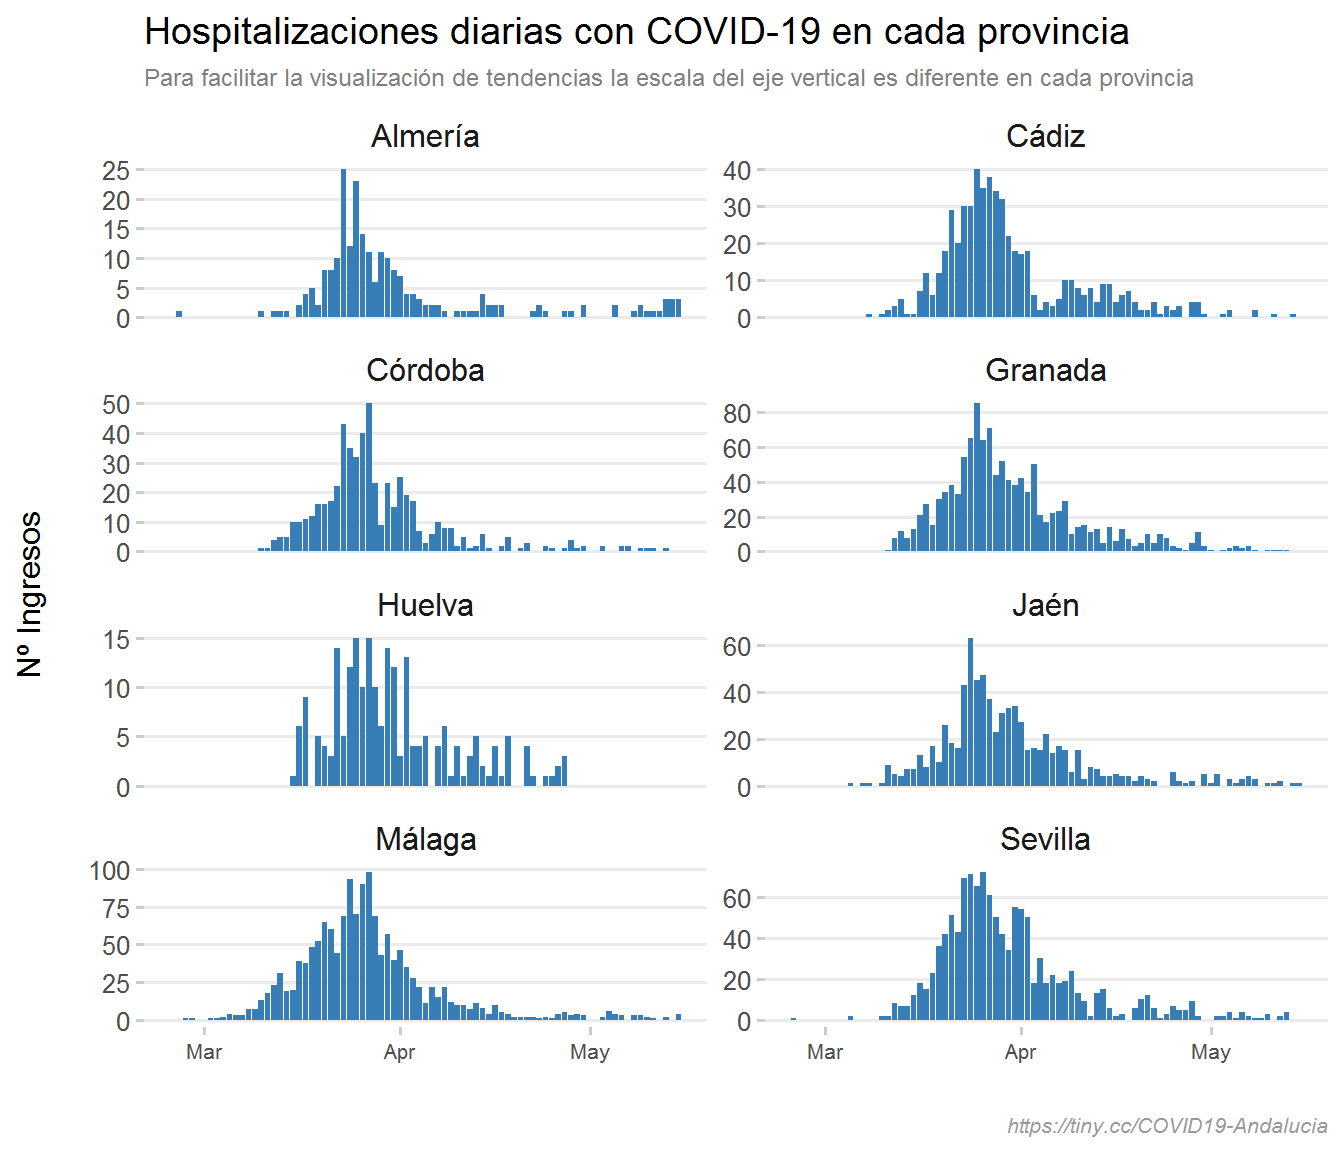 Hospitalizaciones diarias con COVID-19 en cada provincia
Para facilitar la visualización de tendencias la escala del eje vertical es diferente en cada provincia
Nº Ingresos
Almería
25
20
15
10
5
0
Cádiz
40
30
20
10
0
Córdoba
50
40
30
20
10
0
Granada
80
60
40
20
0
Huelva
15
10
5
0
Jaén
60
40
20
0
Málaga
100
75
50
25
0
Mar Apr May
Sevilla
60
40
20
0
Mar Apr May
https://tiny.cc/COVID19-Andalucia